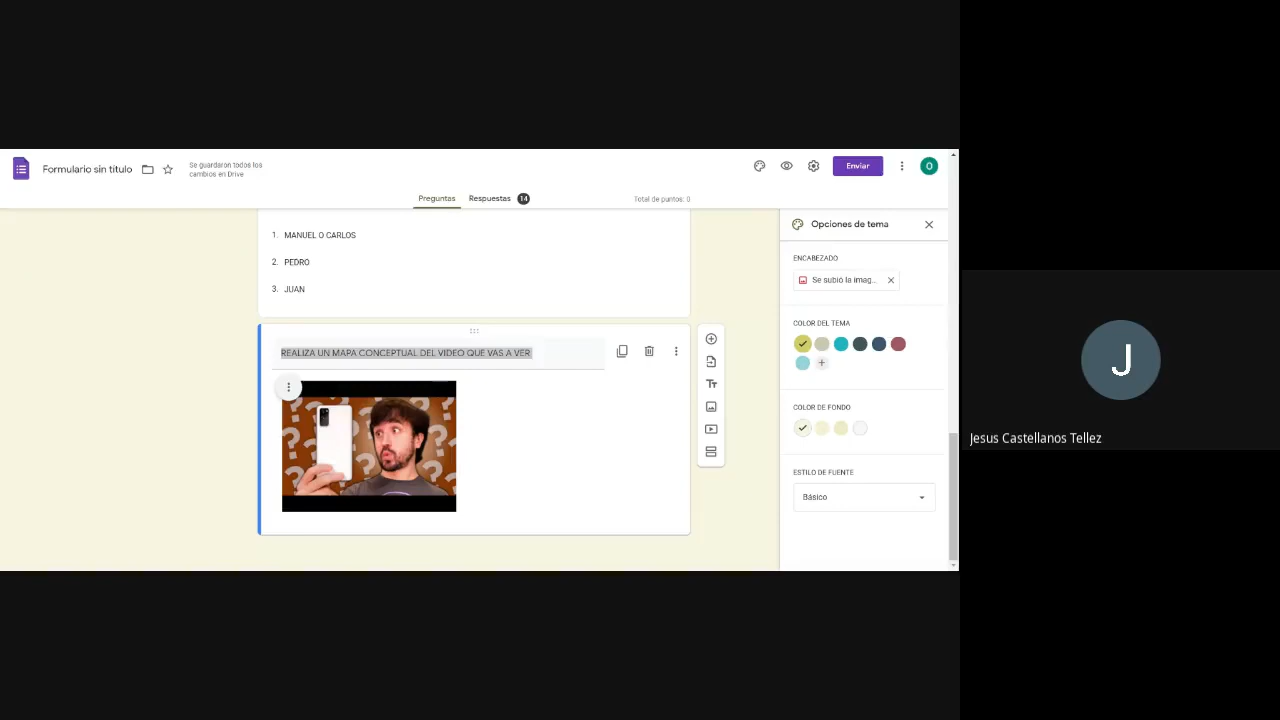 Formulario sin título
Se guardaron todos los
cambios en Drive
Enviar
O
Preguntas
Respuestas 14
Total de puntos: 0
1. MANUEL O CARLOS
2. PEDRO
3. JUAN
REALIZA UN MAPA CONCEPTUAL DEL VIDEO QUE VAS A VER
Tт
Opciones de tema
ENCABEZADO
Se subió la imag...
COLOR DEL TEMA
COLOR DE FONDO
ESTILO DE FUENTE
Básico
J
Jesus Castellanos Tellez